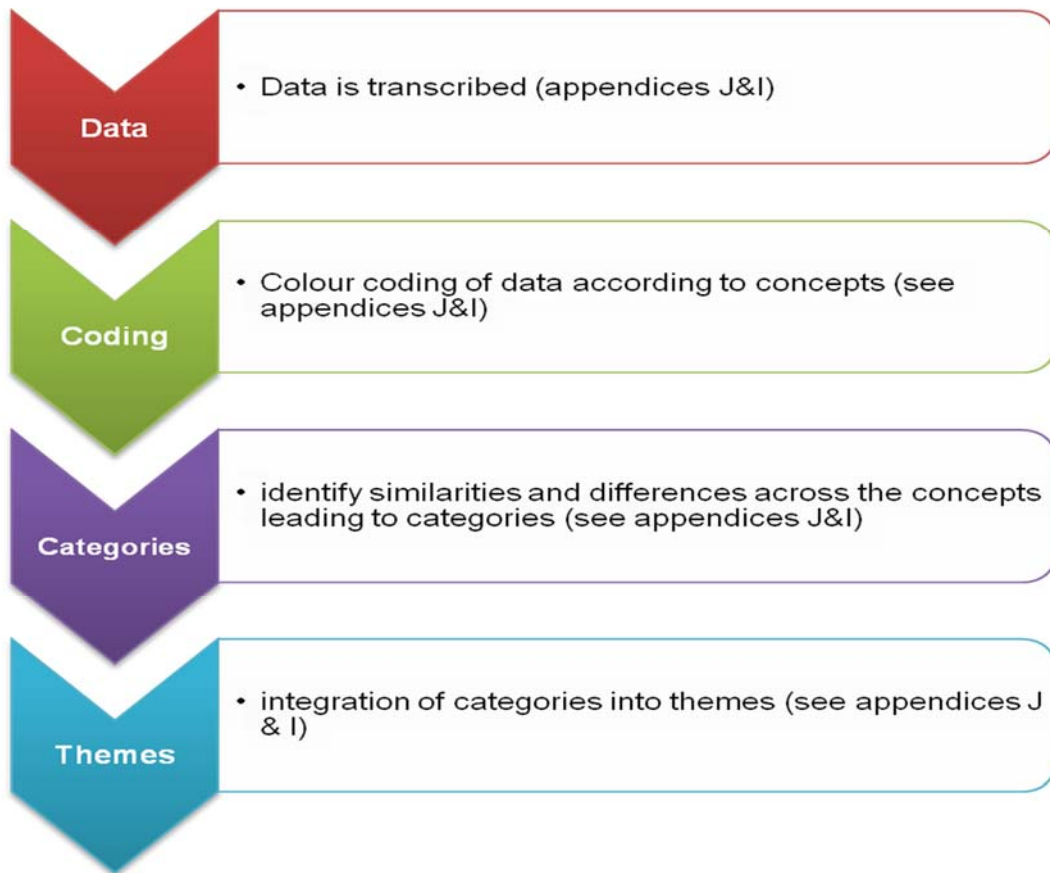 Data
• Data is transcribed (appendices J&I)
Coding
• Colour coding of data according to concepts (see
appendices J&I)
Categories
• identify similarities and differences across the concepts
leading to categories (see appendices J&I)
Themes
• integration of categories into themes (see appendices J
& I)